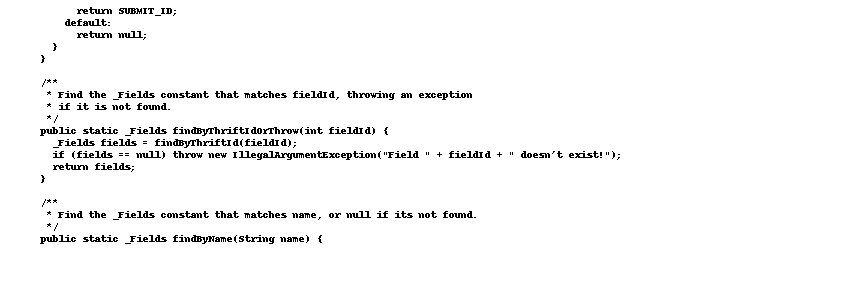 return SUBMIT_ID;
default:
return null;
}
}
/**
* Find the _Fields constant that matches fieldId, throwing an exception
* if it is not found.
*/
public static _Fields findByThriftIdOrThrow(int fieldId) {
_Fields fields = findByThriftId(fieldId);
if (fields == null) throw new IllegalArgumentException("Field " + fieldId + " doesn't exist!");
return fields;
}
/**
* Find the _Fields constant that matches name, or null if its not found.
*/
public static _Fields findByName(String name) {